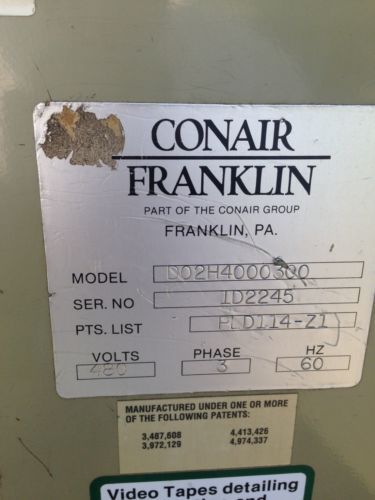 CONAIR
FRANKLIN
PART OF THE CONAIR GROUP
FRANKLIN, PA.
MODEL D02H4000300
SER. NO 1D2245
PTS. LIST PLD114-Z1
VOLTS PHASE HZ
480 3 60
MANUFACTURED UNDER ONE OR MORE
OF THE FOLLOWING PATENTS:
3,487,608 4,413,426
3,972,129 4,974,337
Video Tapes detailing